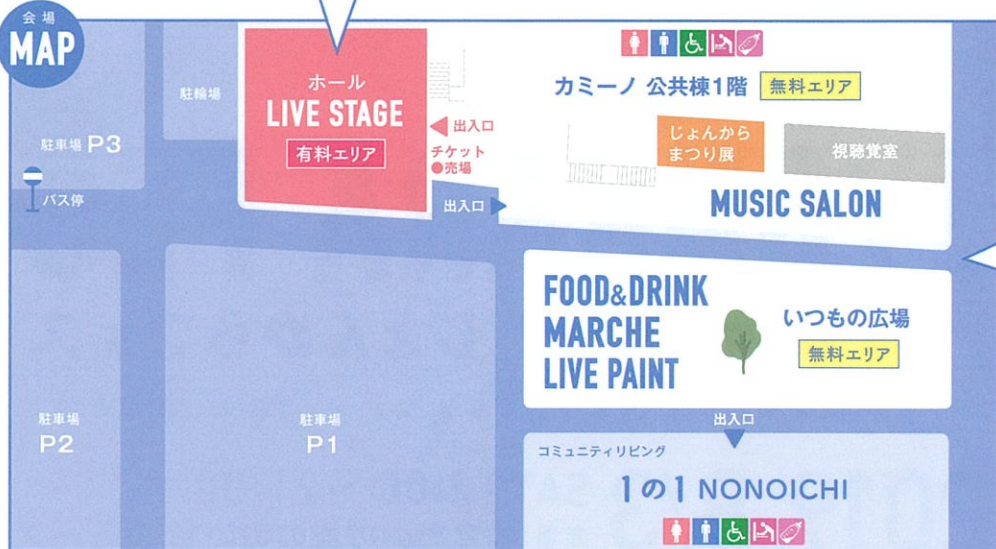 会場
MAP
駐車場 P3
バス停
駐輪場
ホール
LIVE STAGE
有料エリア
出入口
チケット
●売場
出入口
カミーノ 公共棟1階 無料エリア
じょんから
まつり展
視聴覚室
MUSIC SALON
FOOD&DRINK
MARCHE
LIVE PAINT
いつもの広場
無料エリア
出入口
駐車場
P2
駐車場
P1
コミュニティリビング
1の1 NONOICHI